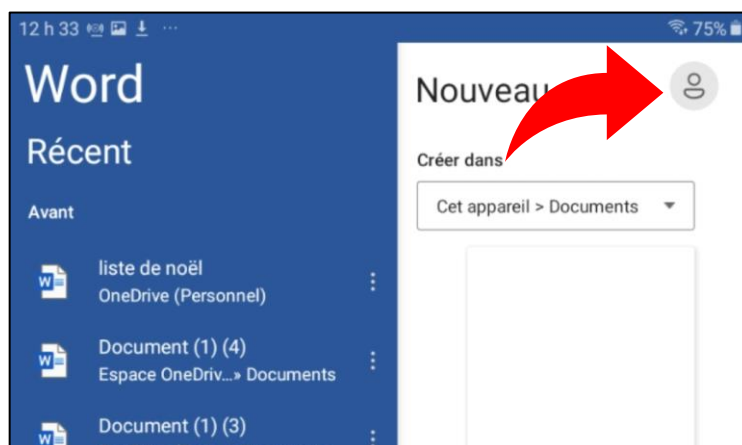 12 h 33 ... 75%
Word
Récent
Avant
liste de noël
OneDrive (Personnel)
Document (1) (4)
Espace OneDriv...» Documents
Document (1) (3)
Nouveau
Créer dans
Cet appareil > Documents